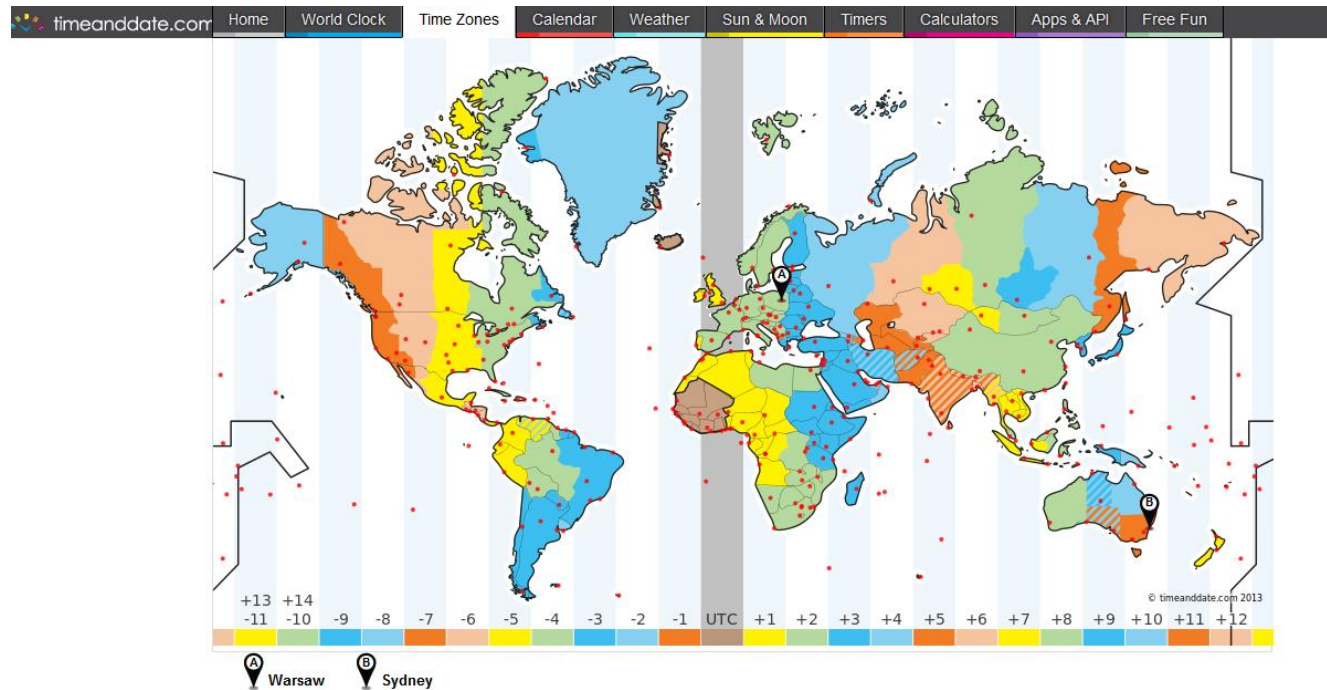 timeanddate.com Home World Clock Time Zones Calendar Weather Sun & Moon Timers Calculators Apps & API Free Fun
A
B
© timeanddate.com 2013
+13 +14
-11 -10 -9 -8 -7 -6 -5 -4 -3 -2 -1 UTC +1 +2 +3 +4 +5 +6 +7 +8 +9 +10 +11 +12
A Warsaw B Sydney